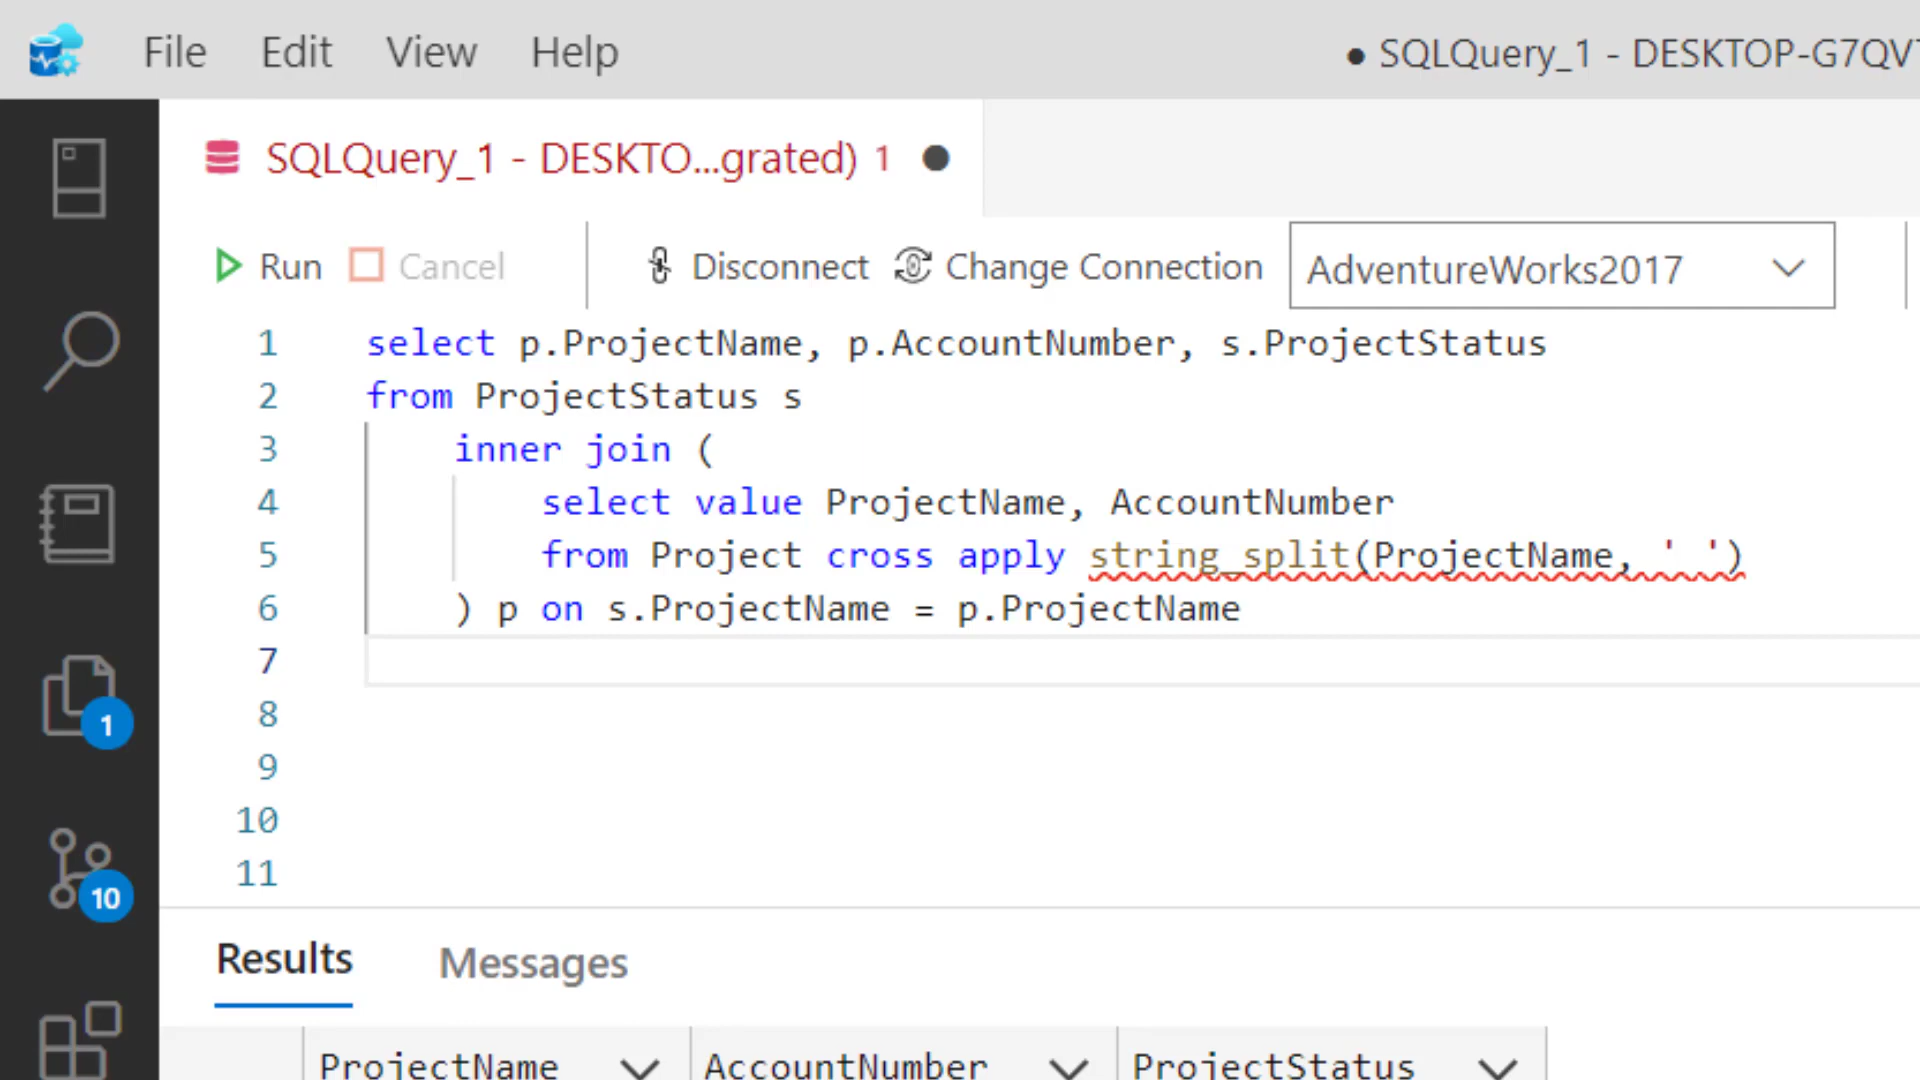 File Edit View Help
● SQLQuery_1 - DESKTOP-G7QV
SQLQuery_1 - DESKTO...grated) 1 ●
Run Cancel Disconnect Change Connection AdventureWorks2017
1 select p.ProjectName, p.AccountNumber, s.ProjectStatus
2 from ProjectStatus s
3 inner join (
4 select value ProjectName, AccountNumber
5 from Project cross apply string_split(ProjectName, ' ')
6 ) p on s.ProjectName = p.ProjectName
7
8
9
10
11
1
10
Results Messages
ProjectName AccountNumber ProjectStatus